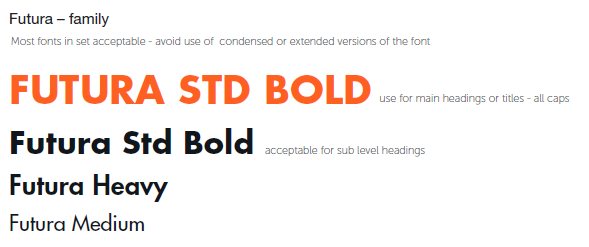 Futura – family
Most fonts in set acceptable - avoid use of condensed or extended versions of the font
FUTURA STD BOLD use for main headings or titles - all caps
Futura Std Bold acceptable for sub level headings
Futura Heavy
Futura Medium